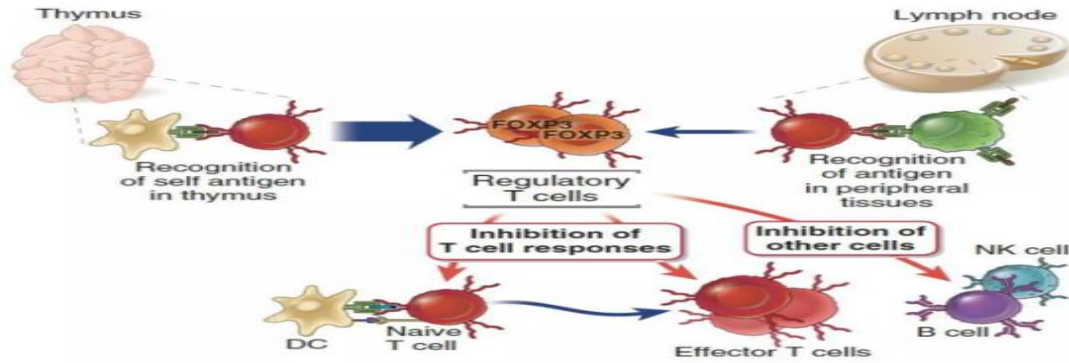 Thymus
Lymph node
FOXP3
FOXP3
Recognition
of self antigen
in thymus
Regulatory
T cells
Recognition
of antigen
in peripheral
tissues
Inhibition of
T cell responses
Inhibition of
other cells
NK cell
DC
Naive
T cell
Effector T cells
B cell